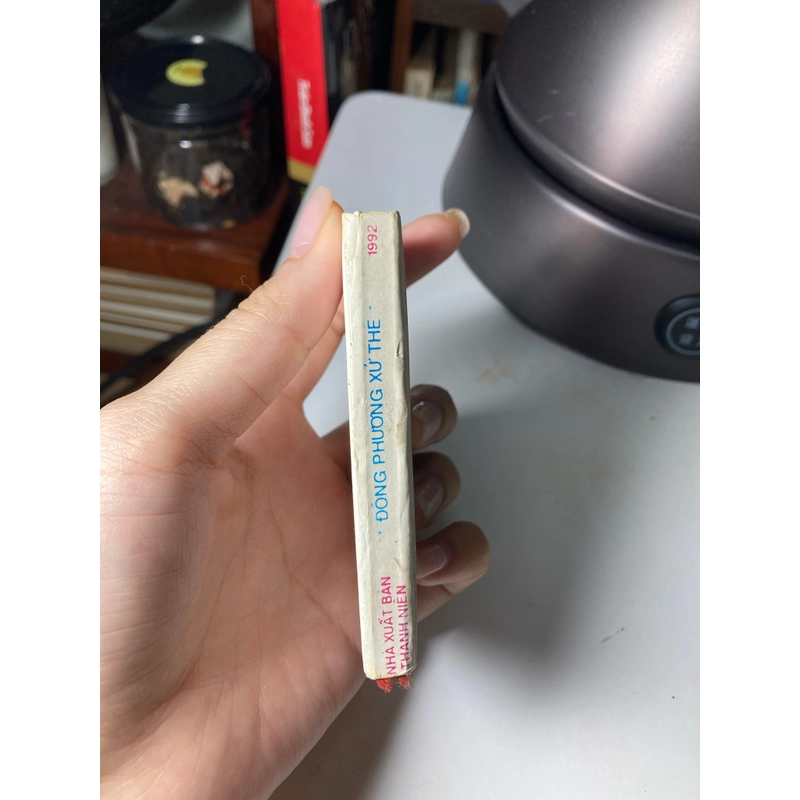 1992
ĐÔNG PHƯƠNG XỬ THẾ
NHÀ XUẤT BẢN
THANH NIÊN